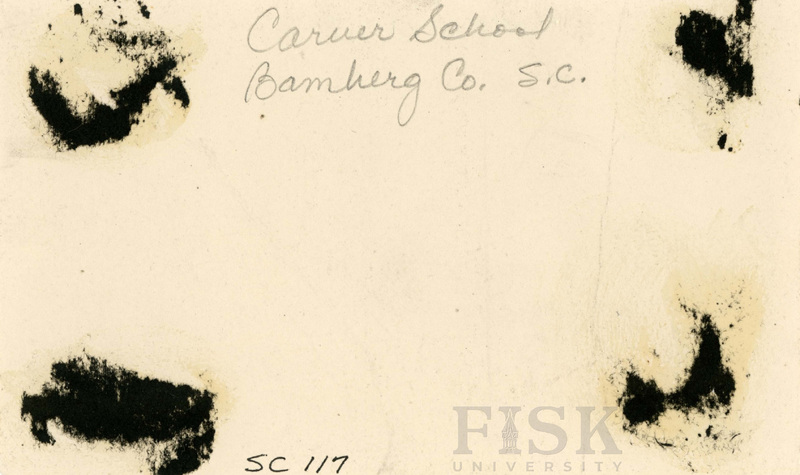 Carver School
Bamberg Co. S.C.
SC 117
FISK
UNIVERSITY